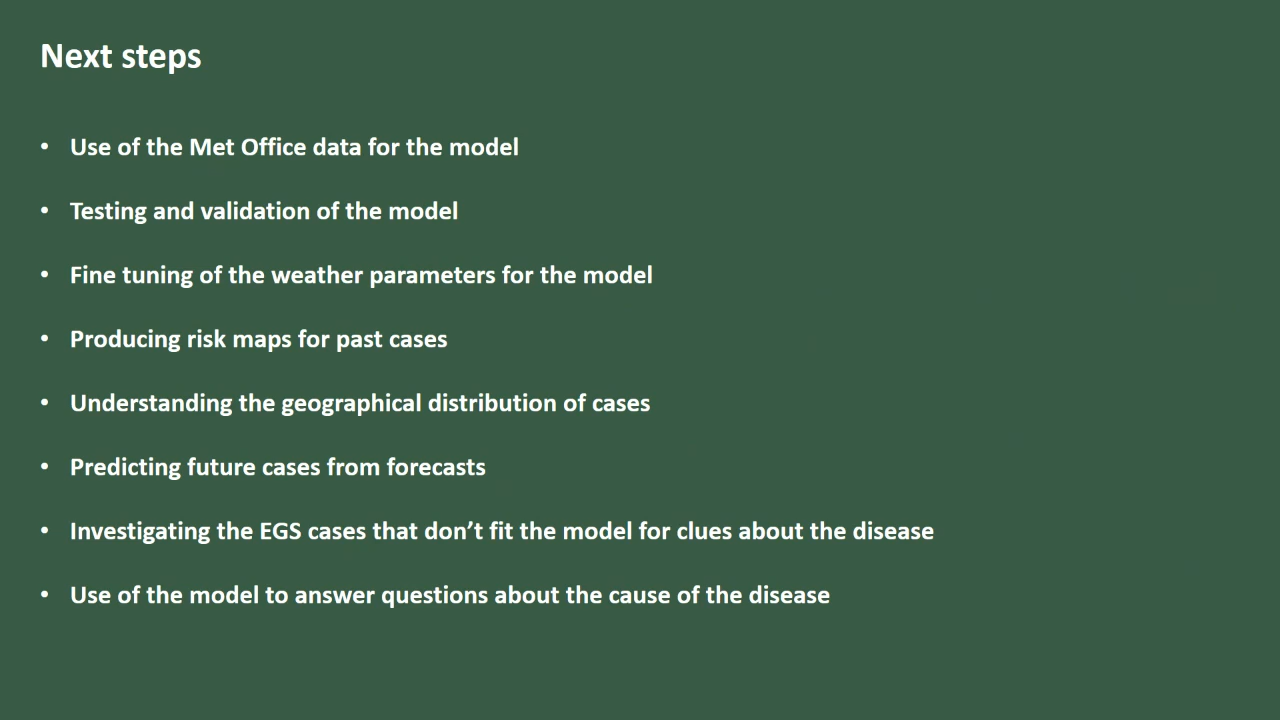 Next steps
• Use of the Met Office data for the model
• Testing and validation of the model
• Fine tuning of the weather parameters for the model
• Producing risk maps for past cases
• Understanding the geographical distribution of cases
• Predicting future cases from forecasts
• Investigating the EGS cases that don’t fit the model for clues about the disease
• Use of the model to answer questions about the cause of the disease